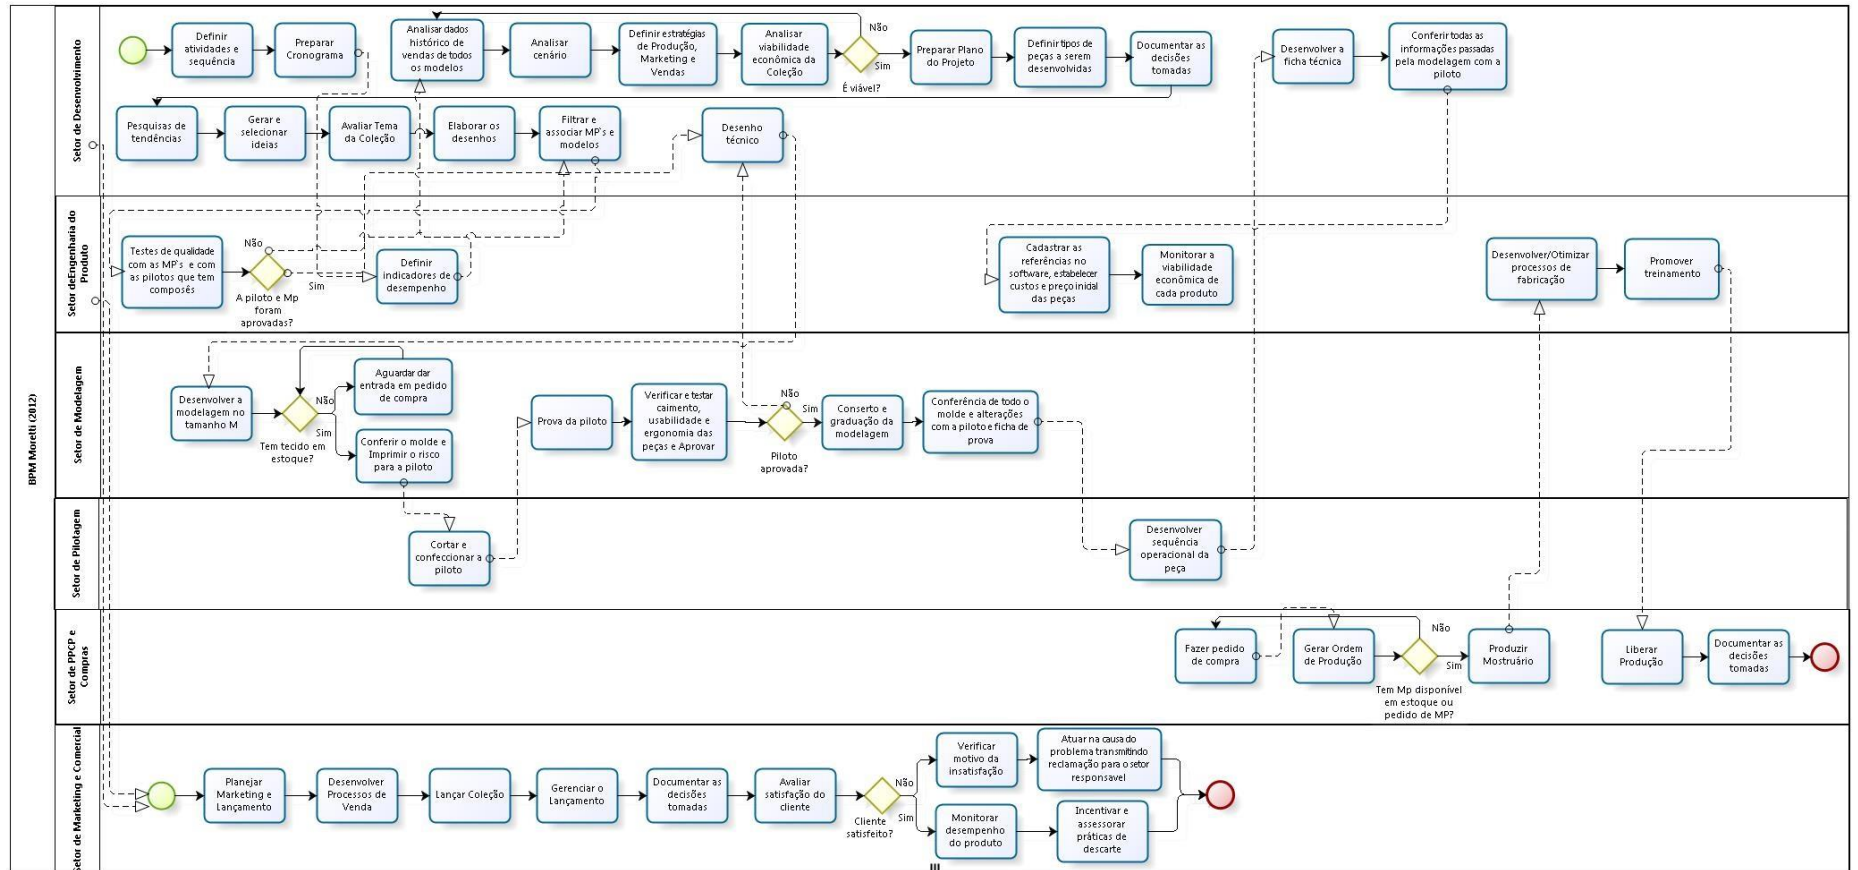 BPM Moretti (2012)
Setor de Desenvolvimento
Definir
atividades e
sequência
Preparar
Cronograma
Analisar dados
histórico de
vendas de todos
os modelos
Analisar
cenário
Definir estratégias
de Produção,
Marketing e
Vendas
Analisar
viabilidade
econômica da
Coleção
Não
Sim
É viável?
Preparar Plano
do Projeto
Definir tipos de
peças a serem
desenvolvidas
Documentar as
decisões
tomadas
Desenvolver a
ficha técnica
Conferir todas as
informações passadas
pela modelagem com a
piloto
Pesquisas de
tendências
Gerar e
selecionar
ideias
Avaliar Tema
da Coleção
Elaborar os
desenhos
Filtrar e
associar MP`s e
modelos
Desenho
técnico
Setor deEngenharia do
Produto
Testes de qualidade
com as MP`s e com
as pilotos que tem
composês
Não
Sim
A piloto e Mp
foram
aprovadas?
Definir
indicadores de
desempenho
Cadastrar as
referências no
software, estabelecer
custos e preço inicial
das peças
Monitorar a
viabilidade
econômica de
cada produto
Desenvolver/Otimizar
processos de
fabricação
Promover
treinamento
Setor de Modelagem
Desenvolver a
modelagem no
tamanho M
Não
Sim
Tem tecido em
estoque?
Aguardar dar
entrada em pedido
de compra
Conferir o molde e
Imprimir o risco
para a piloto
Prova da piloto
Verificar e testar
caimento,
usabilidade e
ergonomia das
peças e Aprovar
Não
Sim
Piloto
aprovada?
Conserto e
graduação da
modelagem
Conferência de todo o
molde e alterações
com a piloto e ficha de
prova
Setor de Pilotagem
Cortar e
confeccionar a
piloto
Desenvolver
sequência
operacional da
peça
Setor de PPCP e
Compras
Fazer pedido
de compra
Gerar Ordem
de Produção
Não
Sim
Tem Mp disponível
em estoque ou
pedido de MP?
Produzir
Mostruário
Liberar
Produção
Documentar as
decisões
tomadas
Setor de Marketing e Comercial
Planejar
Marketing e
Lançamento
Desenvolver
Processos de
Venda
Lançar Coleção
Gerenciar o
Lançamento
Documentar as
decisões
tomadas
Avaliar
satisfação do
cliente
Não
Sim
Cliente
satisfeito?
Verificar
motivo da
insatisfação
Atuar na causa do
problema transmitindo
reclamação para o setor
responsavel
Monitorar
desempenho
do produto
Incentivar e
assessorar
práticas de
descarte